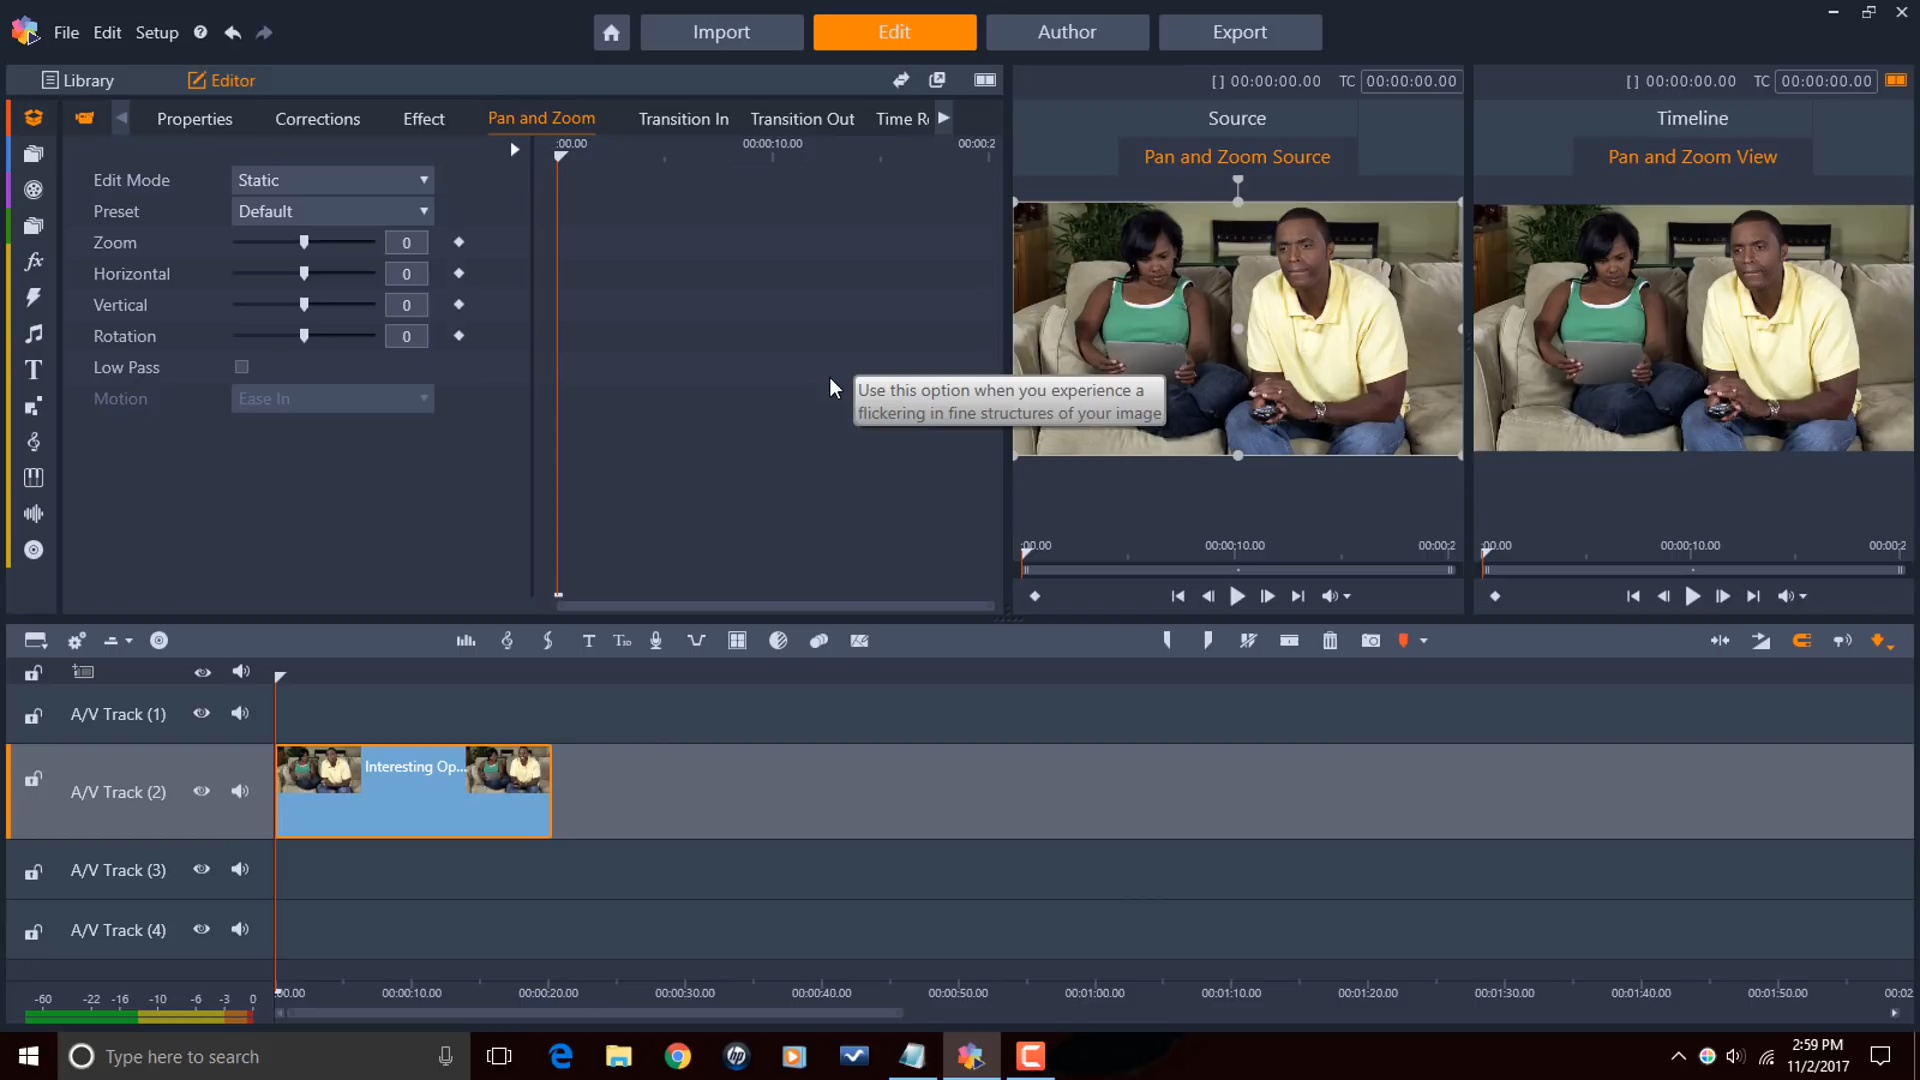 File Edit Setup
Import Edit Author Export
Library Editor
[ ] 00:00:00.00 TC 00:00:00.00
[ ] 00:00:00.00 TC 00:00:00.00
Properties Corrections Effect Pan and Zoom Transition In Transition Out Time R
Source
Timeline
Pan and Zoom Source
Pan and Zoom View
:00.00 00:00:10.00 00:00:2
Edit Mode Static
Preset Default
Zoom 0
Horizontal 0
Vertical 0
Rotation 0
Low Pass
Motion Ease In
Use this option when you experience a
flickering in fine structures of your image
:00.00 00:00:10.00 00:00:2
:00.00 00:00:10.00 00:00:2
A/V Track (1)
A/V Track (2)
Interesting Op...
A/V Track (3)
A/V Track (4)
-60 -22 -16 -10 -6 -3 0
:00.00 00:00:10.00 00:00:20.00 00:00:30.00 00:00:40.00 00:00:50.00 00:01:00.00 00:01:10.00 00:01:20.00 00:01:30.00 00:01:40.00 00:01:50.00 00:02
Type here to search
2:59 PM
11/2/2017